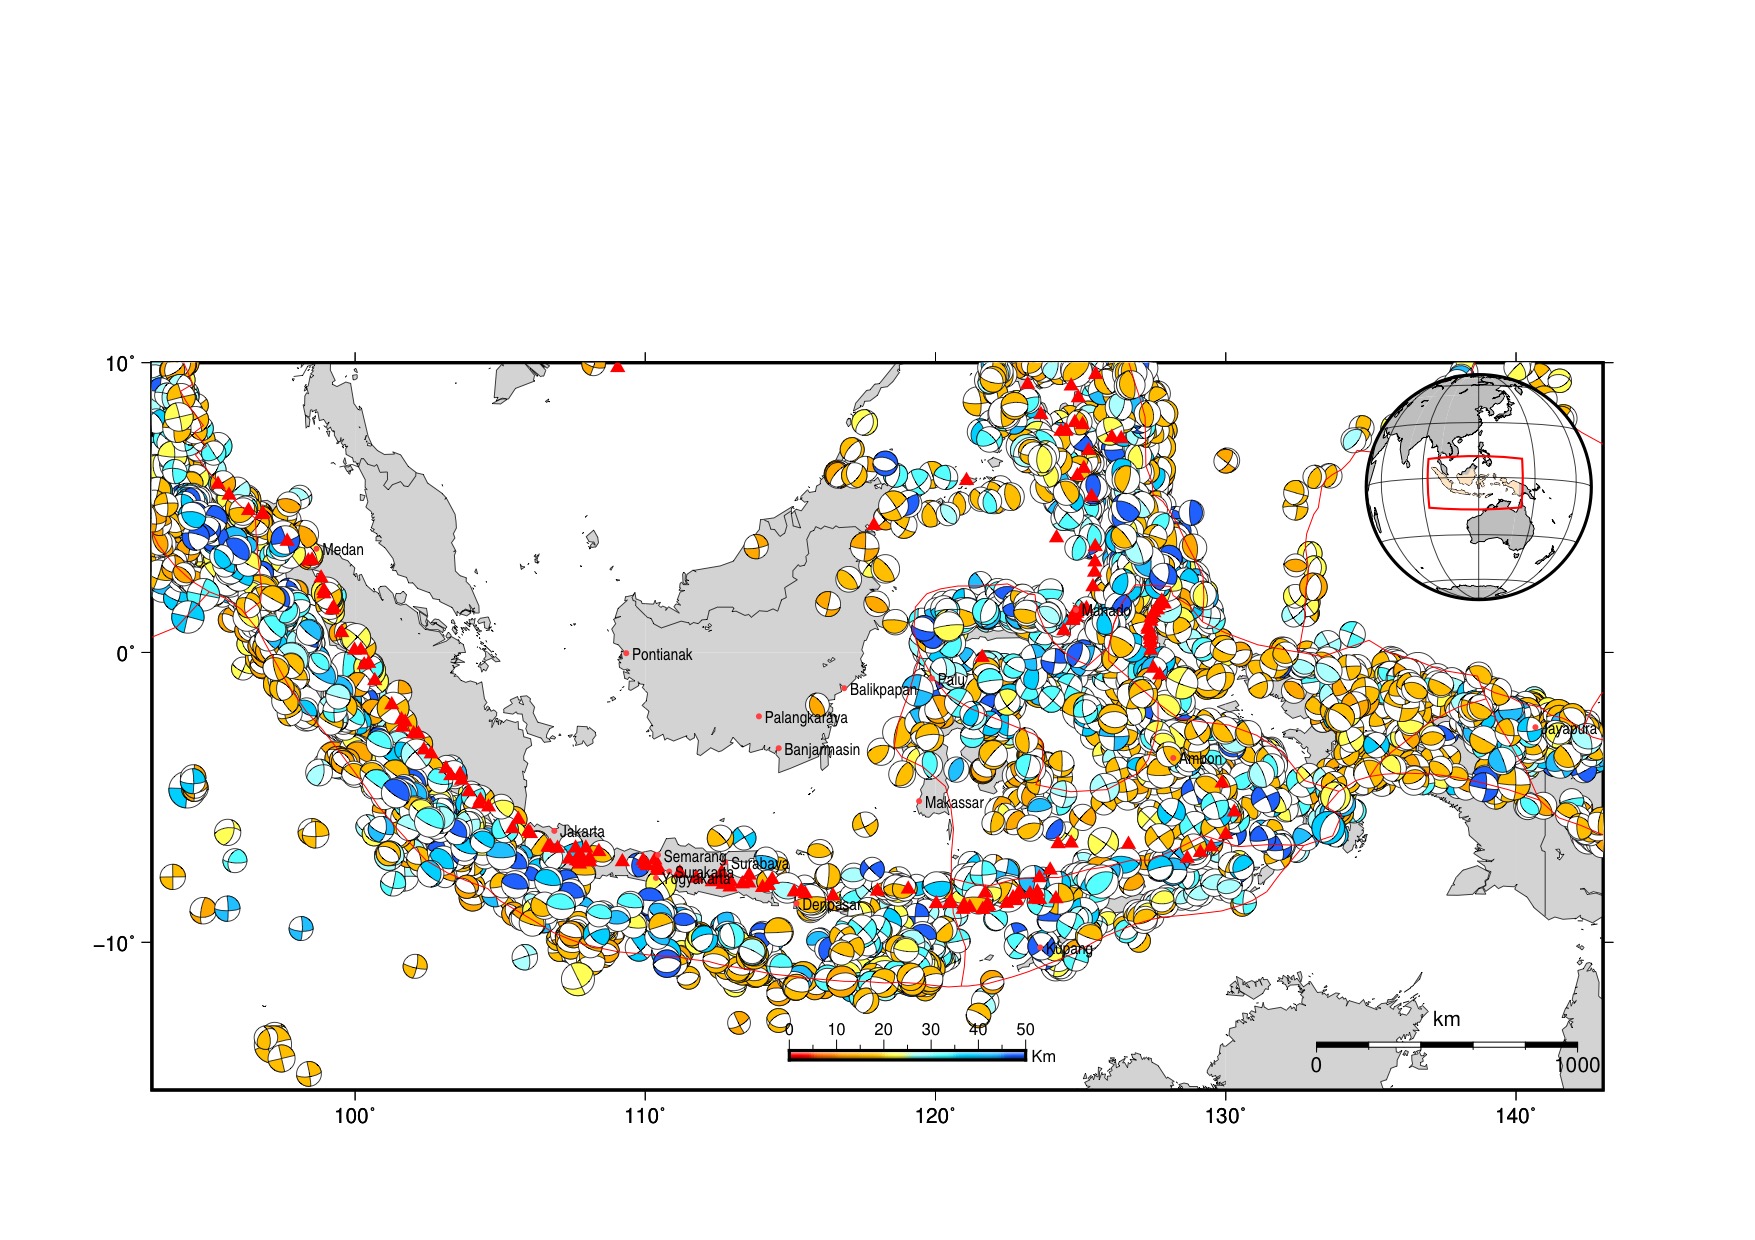 10°
0°
−10°
Medan
Manado
Pontianak
Palu
Balikpapan
Palangkaraya
Jayapura
Banjarmasin
Ambon
Makassar
Jakarta
Semarang
Surabaya
Surakarta
Yogyakarta
Denpasar
Kupang
0 10 20 30 40 50
Km
km
0 1000
100° 110° 120° 130° 140°